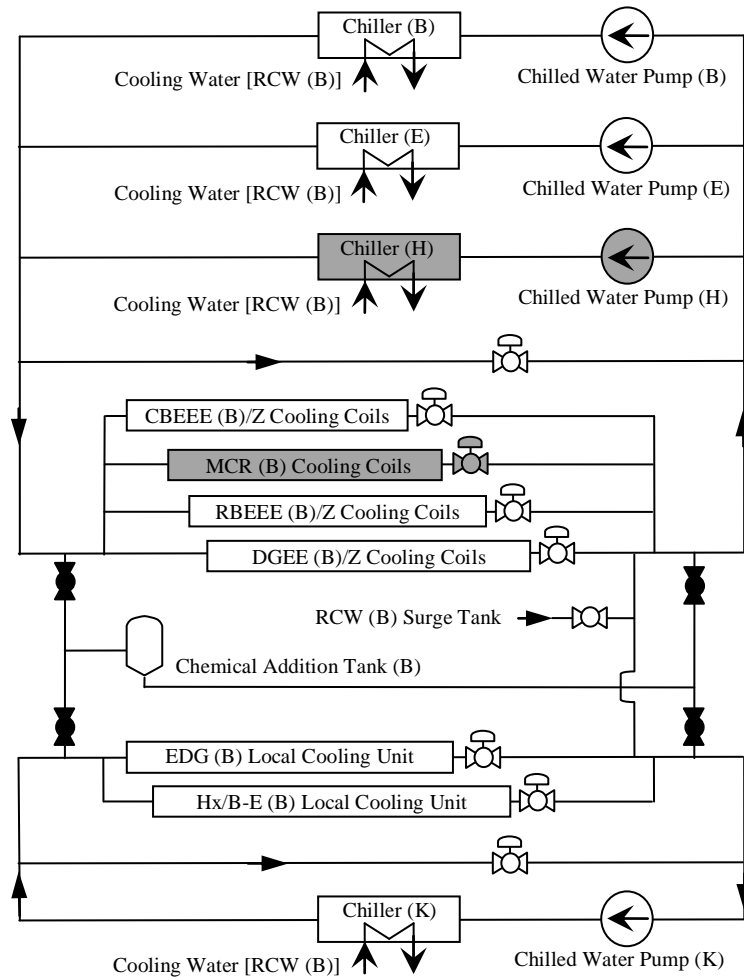 Chiller (B)
Cooling Water [RCW (B)]
Chilled Water Pump (B)
Chiller (E)
Cooling Water [RCW (B)]
Chilled Water Pump (E)
Chiller (H)
Cooling Water [RCW (B)]
Chilled Water Pump (H)
CBEEE (B)/Z Cooling Coils
MCR (B) Cooling Coils
RBEEE (B)/Z Cooling Coils
DGEE (B)/Z Cooling Coils
RCW (B) Surge Tank
Chemical Addition Tank (B)
EDG (B) Local Cooling Unit
Hx/B-E (B) Local Cooling Unit
Chiller (K)
Cooling Water [RCW (B)]
Chilled Water Pump (K)